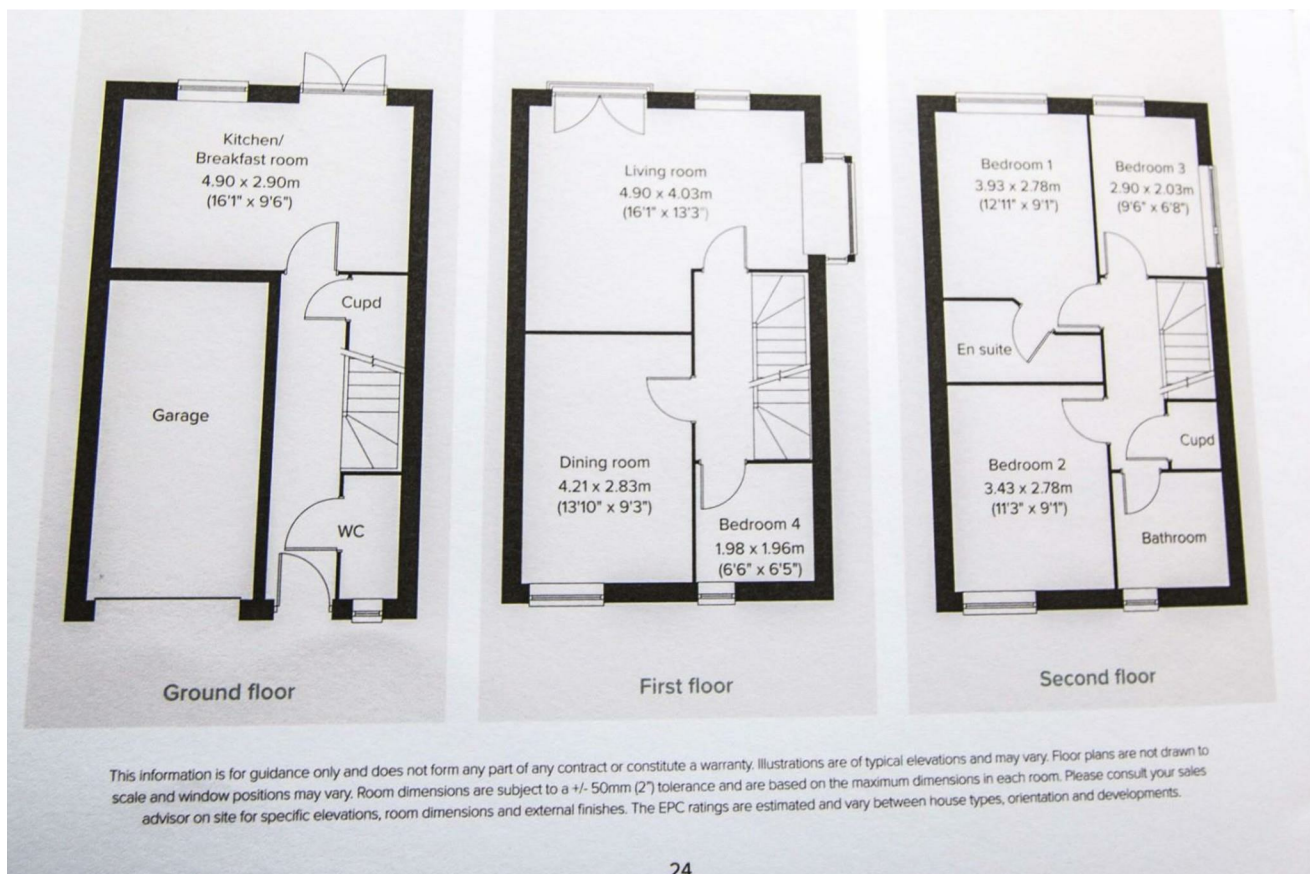 Kitchen/
Breakfast room
4.90 x 2.90m
(16'1" x 9'6")
Cupd
Garage
WC
Ground floor
Living room
4.90 x 4.03m
(16'1" x 13'3")
Dining room
4.21 x 2.83m
(13'10" x 9'3")
Bedroom 4
1.98 x 1.96m
(6'6" x 6'5")
First floor
Bedroom 1
3.93 x 2.78m
(12'11" x 9'1")
Bedroom 3
2.90 x 2.03m
(9'6" x 6'8")
En suite
Cupd
Bedroom 2
3.43 x 2.78m
(11'3" x 9'1")
Bathroom
Second floor
This information is for guidance only and does not form any part of any contract or constitute a warranty. Illustrations are of typical elevations and may vary. Floor plans are not drawn to
scale and window positions may vary. Room dimensions are subject to a +/- 50mm (2") tolerance and are based on the maximum dimensions in each room. Please consult your sales
advisor on site for specific elevations, room dimensions and external finishes. The EPC ratings are estimated and vary between house types, orientation and developments.
24